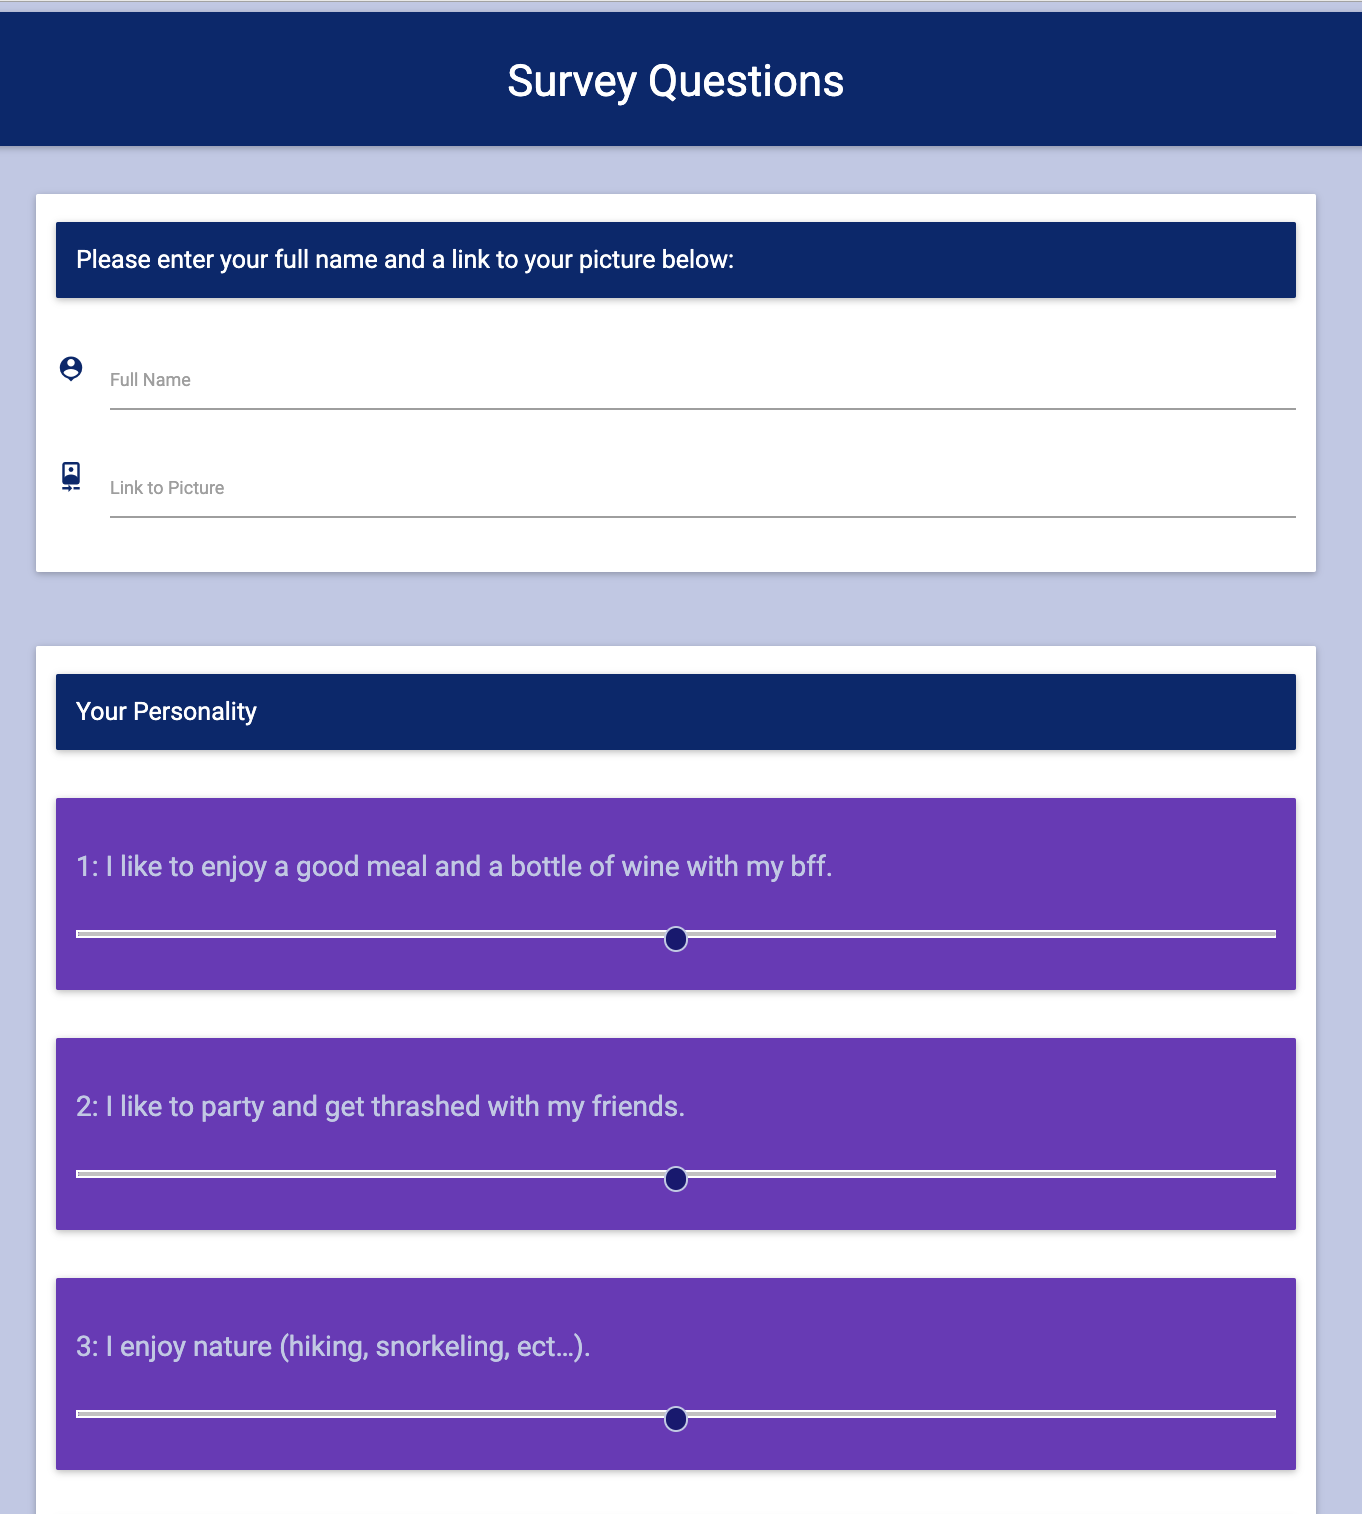 Survey Questions
Please enter your full name and a link to your picture below:
Full Name
Link to Picture
Your Personality
1: I like to enjoy a good meal and a bottle of wine with my bff.
2: I like to party and get thrashed with my friends.
3: I enjoy nature (hiking, snorkeling, ect...).